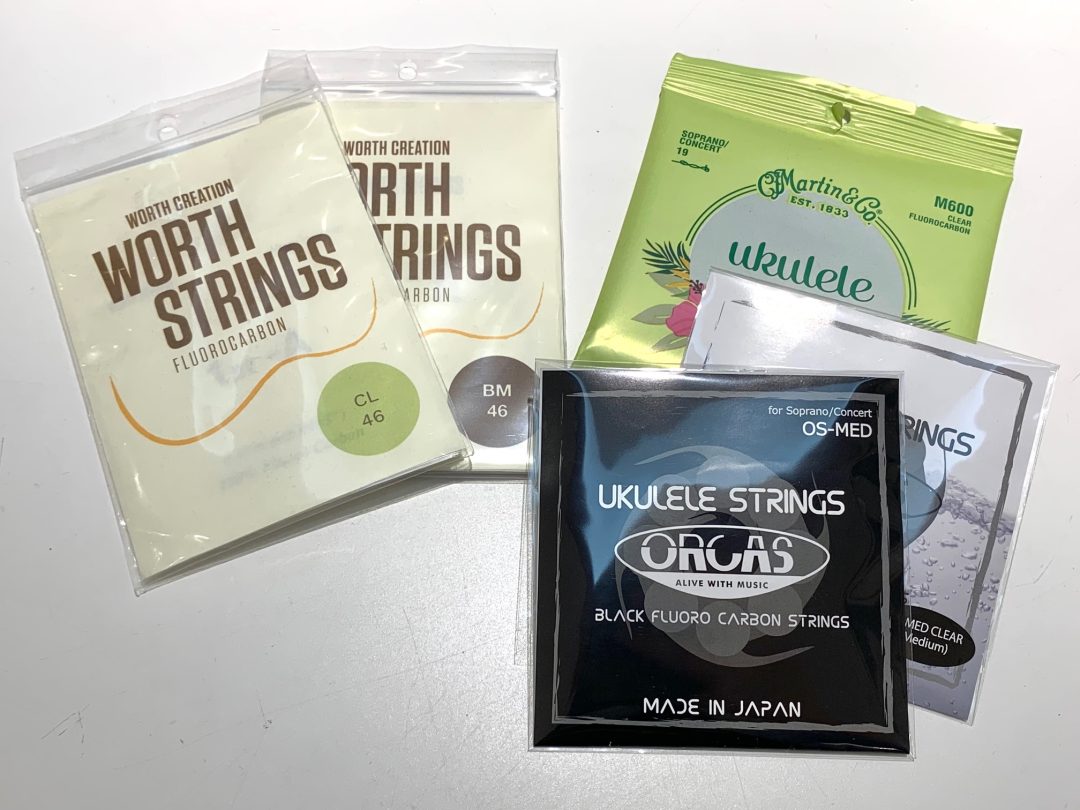 WORTH CREATION
WORTH
STRINGS
FLUOROCARBON
CL
46
WORTH CREATION
ORTH
TRINGS
ARBON
BM
46
SOPRANO/
CONCERT
19
Martin & Co
EST. 1833
M600
CLEAR
FLUOROCARBON
ukulele
RINGS
MED CLEAR
Medium)
for Soprano/Concert
OS-MED
UKULELE STRINGS
ORCAS
ALIVE WITH MUSIC
BLACK FLUORO CARBON STRINGS
MADE IN JAPAN